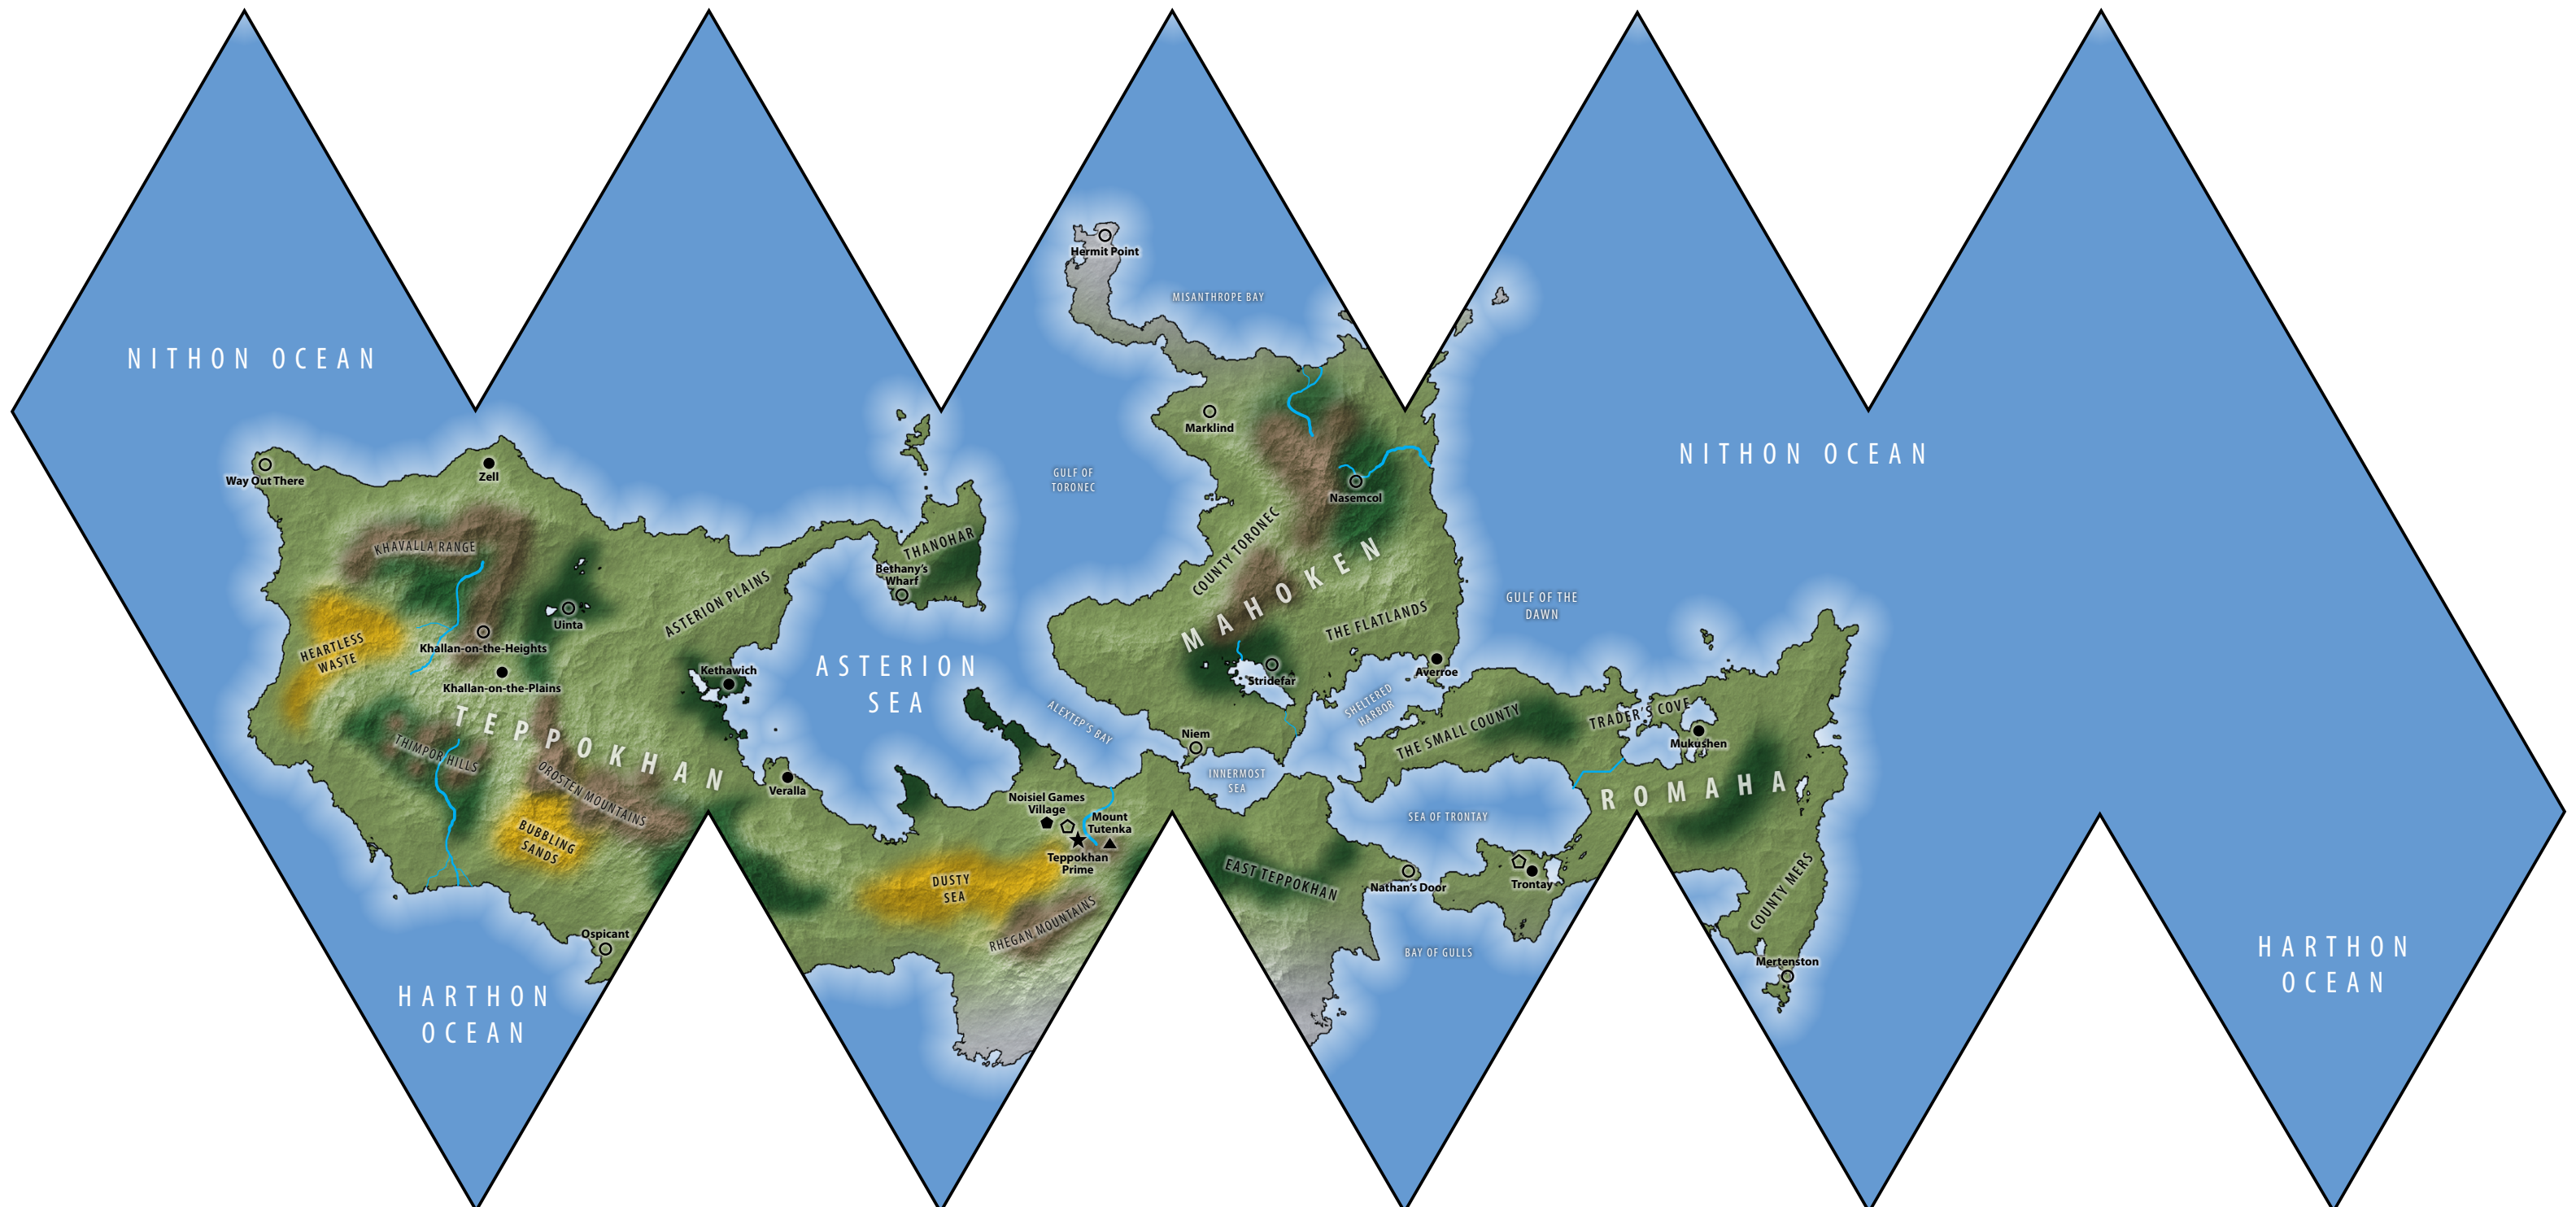 Hermit Point
MISANTHROPE BAY
NITHON OCEAN
Marklind
NITHON OCEAN
Way Out There
Zell
GULF OF
TORONEC
Nasemcol
KHAVALLA RANGE
THANOHAR
COUNTY TORONEC
Bethany's
Wharf
MAHOKEN
ASTERION PLAINS
GULF OF THE
DAWN
Uinta
THE FLATLANDS
HEARTLESS
WASTE
Khallan-on-the-Heights
Khallan-on-the-Plains
Kethawich
ASTERION
SEA
Stridefar
Averroe
TEPPOKHAN
ALEXTEP'S BAY
SHELTERED
HARBOR
THE SMALL COUNTY
TRADER'S COVE
Niem
Mukushen
THIMPOR HILLS
OROSTEN MOUNTAINS
INNERMOST
SEA
Veralla
ROMAHA
Noisiel Games
Village
Mount
Tutenka
SEA OF TRONTAY
BUBBLING
SANDS
Teppokhan
Prime
DUSTY
SEA
EAST TEPPOKHAN
Nathan's Door
Trontay
COUNTY MERS
RHEGAN MOUNTAINS
Ospicant
BAY OF GULLS
HARTHON
OCEAN
Mertenston
HARTHON
OCEAN